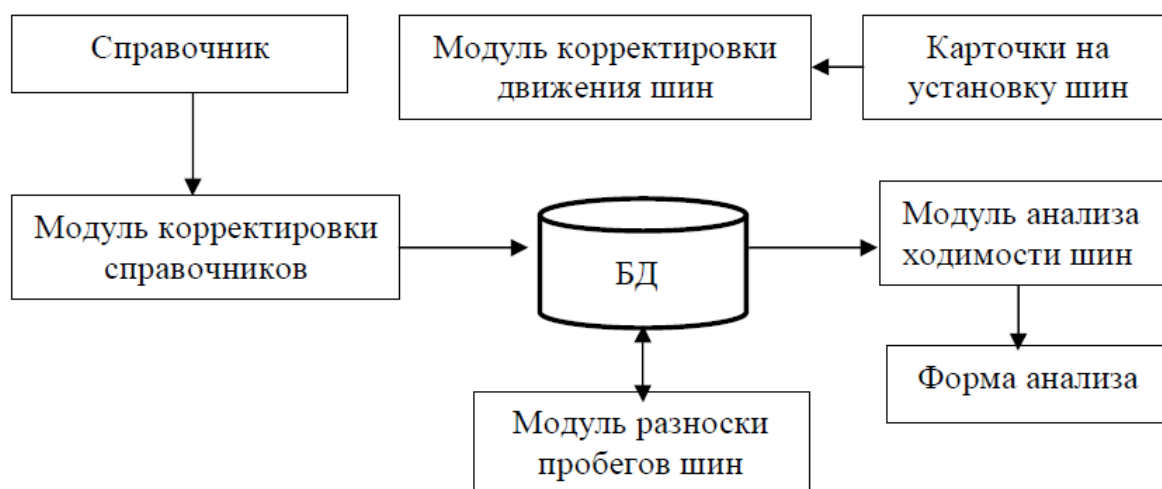 Справочник
Модуль корректировки
движения шин
Карточки на
установку шин
Модуль корректировки
справочников
БД
Модуль анализа
ходимости шин
Форма анализа
Модуль разноски
пробегов шин